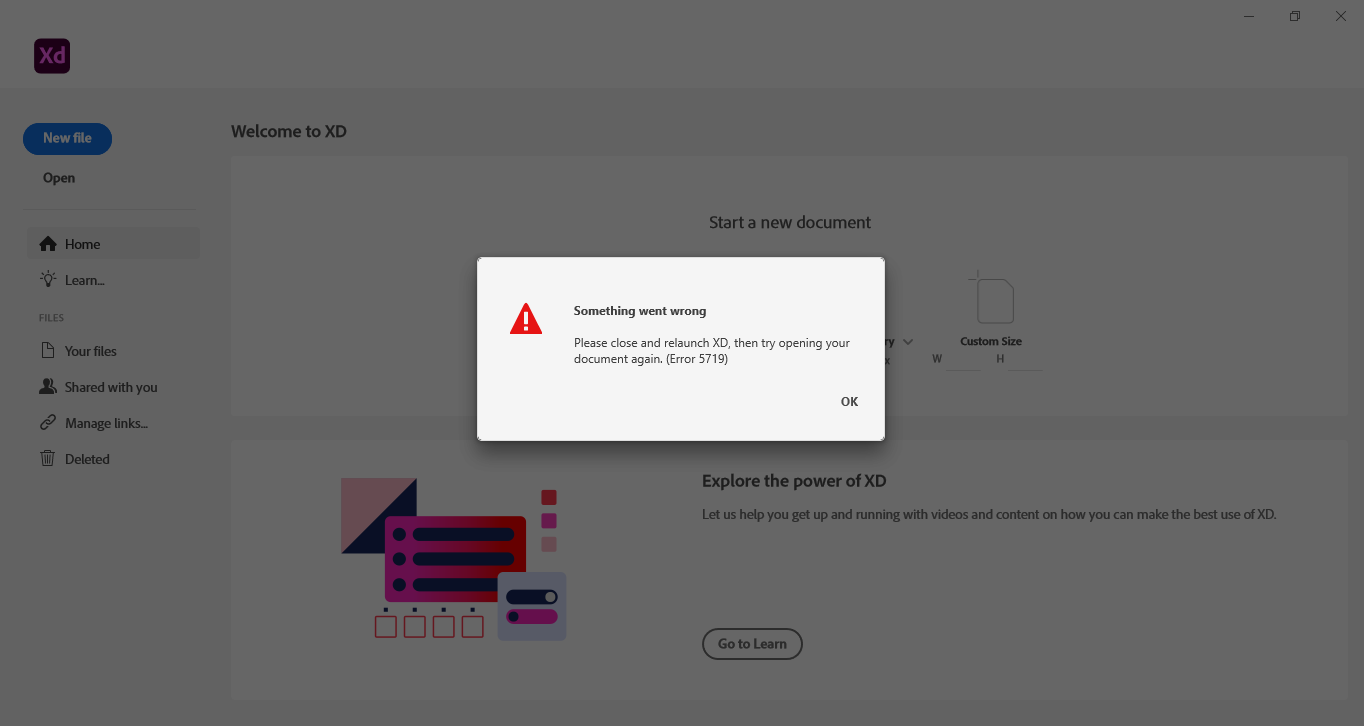 Xd
New file
Open
Home
Learn...
FILES
Your files
Shared with you
Manage links...
Deleted
Welcome to XD
Start a new document
Something went wrong
Please close and relaunch XD, then try opening your
document again. (Error 5719)
OK
Custom Size
W H
Explore the power of XD
Let us help you get up and running with videos and content on how you can make the best use of XD.
Go to Learn